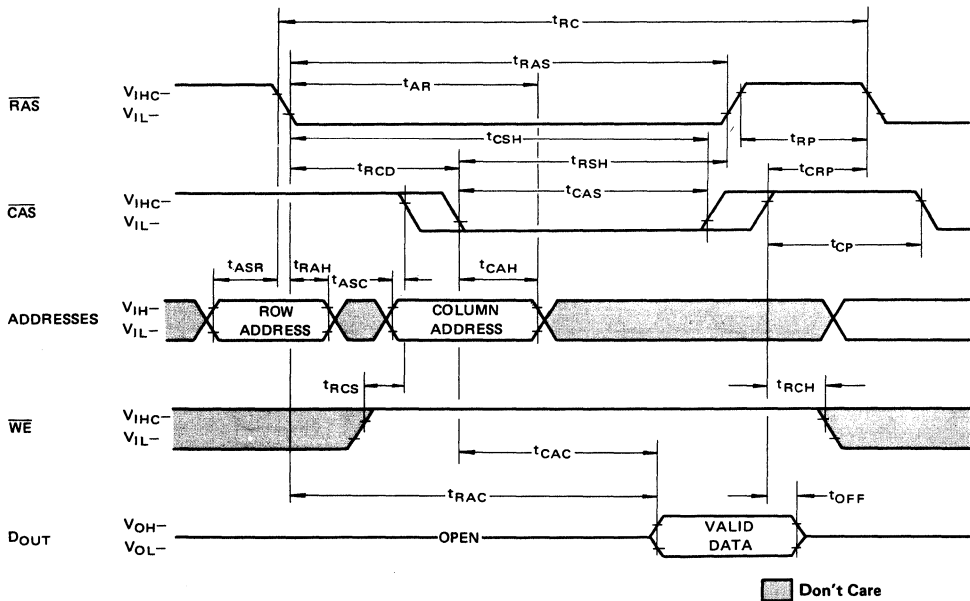 tRC
tRAS
tAR
RAS
VIHC–
VIL–
tCSH
tRP
tRCD
tRSH
tCRP
tCAS
CAS
VIHC–
VIL–
tCP
tASR
tRAH
tASC
tCAH
ADDRESSES
VIH–
VIL–
ROW
ADDRESS
COLUMN
ADDRESS
tRCS
tRCH
WE
VIHC–
VIL–
tCAC
tRAC
tOFF
DOUT
VOH–
VOL–
OPEN
VALID
DATA
Don't Care